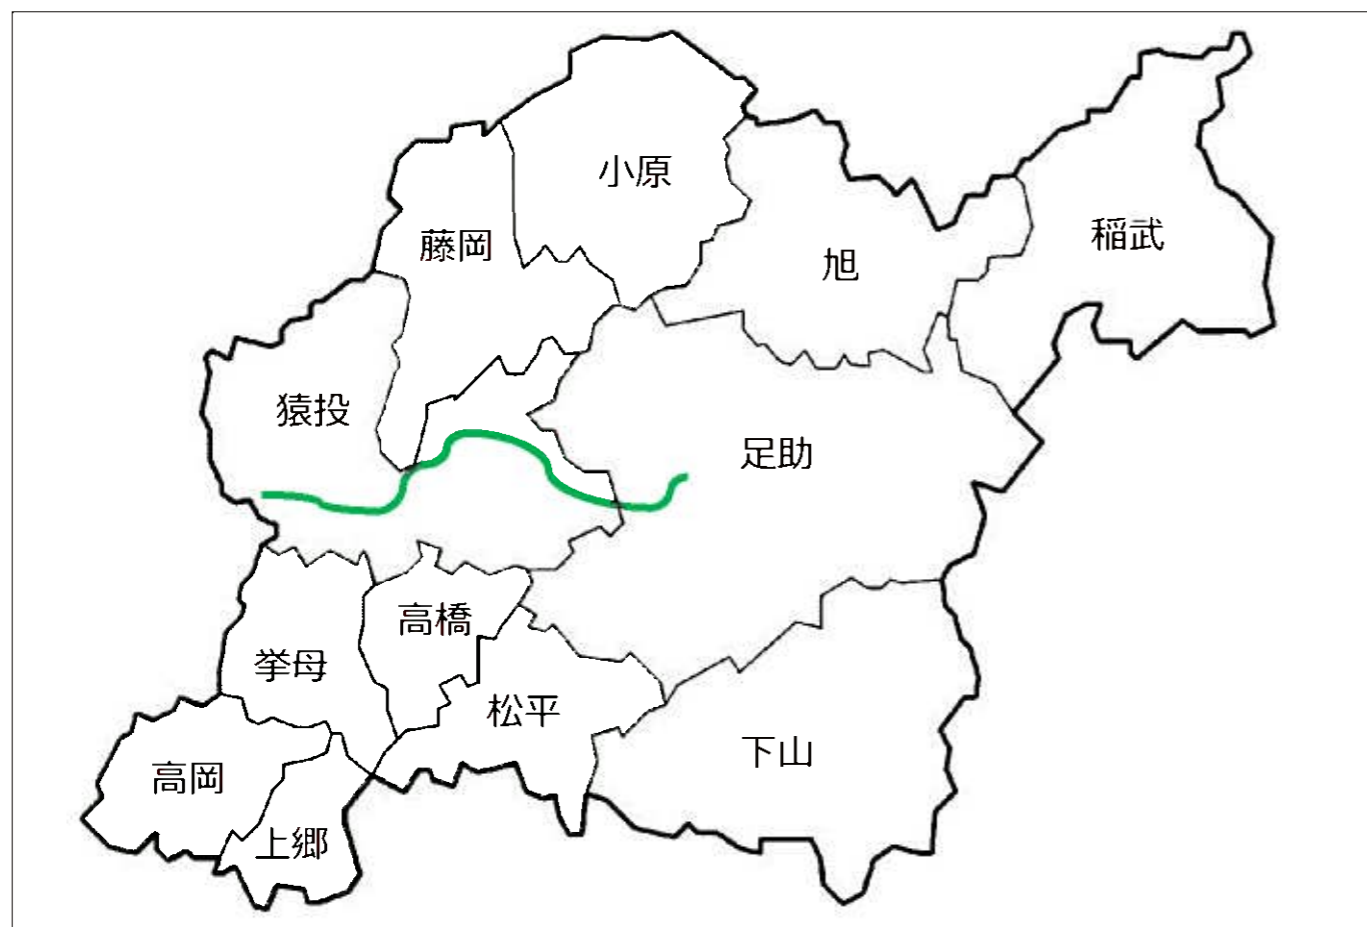 小原
藤岡
旭
稲武
猿投
足助
高橋
挙母
松平
下山
高岡
上郷